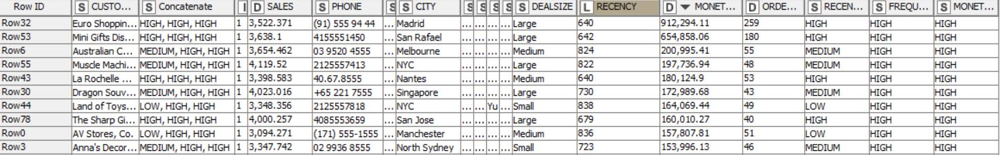 Row ID S CUSTO... S Concatenate I D SALES S PHONE S S CITY S S S S S DEALSIZE L RECENCY D MONET... D ORDE... S RECEN... S FREQU... S MONET...
Row32 Euro Shoppin... HIGH, HIGH, HIGH 1 3,522.371 (91) 555 94 44 ... Madrid ... ... ... ... Large 640 912,294.11 259 HIGH HIGH HIGH
Row53 Mini Gifts Dis... HIGH, HIGH, HIGH 1 3,638.1 4155551450 ... San Rafael ... ... ... ... Large 642 654,858.06 180 HIGH HIGH HIGH
Row6 Australian C... MEDIUM, HIGH, HIGH 1 3,654.462 03 9520 4555 ... Melbourne ... ... ... ... Medium 824 200,995.41 55 MEDIUM HIGH HIGH
Row55 Muscle Machi... MEDIUM, HIGH, HIGH 1 4,119.52 2125557413 ... NYC ... ... ... ... Large 822 197,736.94 48 MEDIUM HIGH HIGH
Row43 La Rochelle ... HIGH, HIGH, HIGH 1 3,398.583 40.67.8555 ... Nantes ... ... ... ... Medium 640 180,124.9 53 HIGH HIGH HIGH
Row30 Dragon Souv... MEDIUM, HIGH, HIGH 1 4,023.016 +65 221 7555 ... Singapore ... ... ... ... Large 730 172,989.68 43 MEDIUM HIGH HIGH
Row44 Land of Toys... LOW, HIGH, HIGH 1 3,348.356 2125557818 ... NYC ... ... Yu ... Small 838 164,069.44 49 LOW HIGH HIGH
Row78 The Sharp Gi... HIGH, HIGH, HIGH 1 4,000.257 4085553659 ... San Jose ... ... ... ... Large 679 160,010.27 40 HIGH HIGH HIGH
Row0 AV Stores, Co. LOW, HIGH, HIGH 1 3,094.271 (171) 555-1555 ... Manchester ... ... ... ... Medium 836 157,807.81 51 LOW HIGH HIGH
Row3 Anna's Decor... MEDIUM, HIGH, HIGH 1 3,347.742 02 9936 8555 ... North Sydney ... ... ... ... Small 723 153,996.13 46 MEDIUM HIGH HIGH